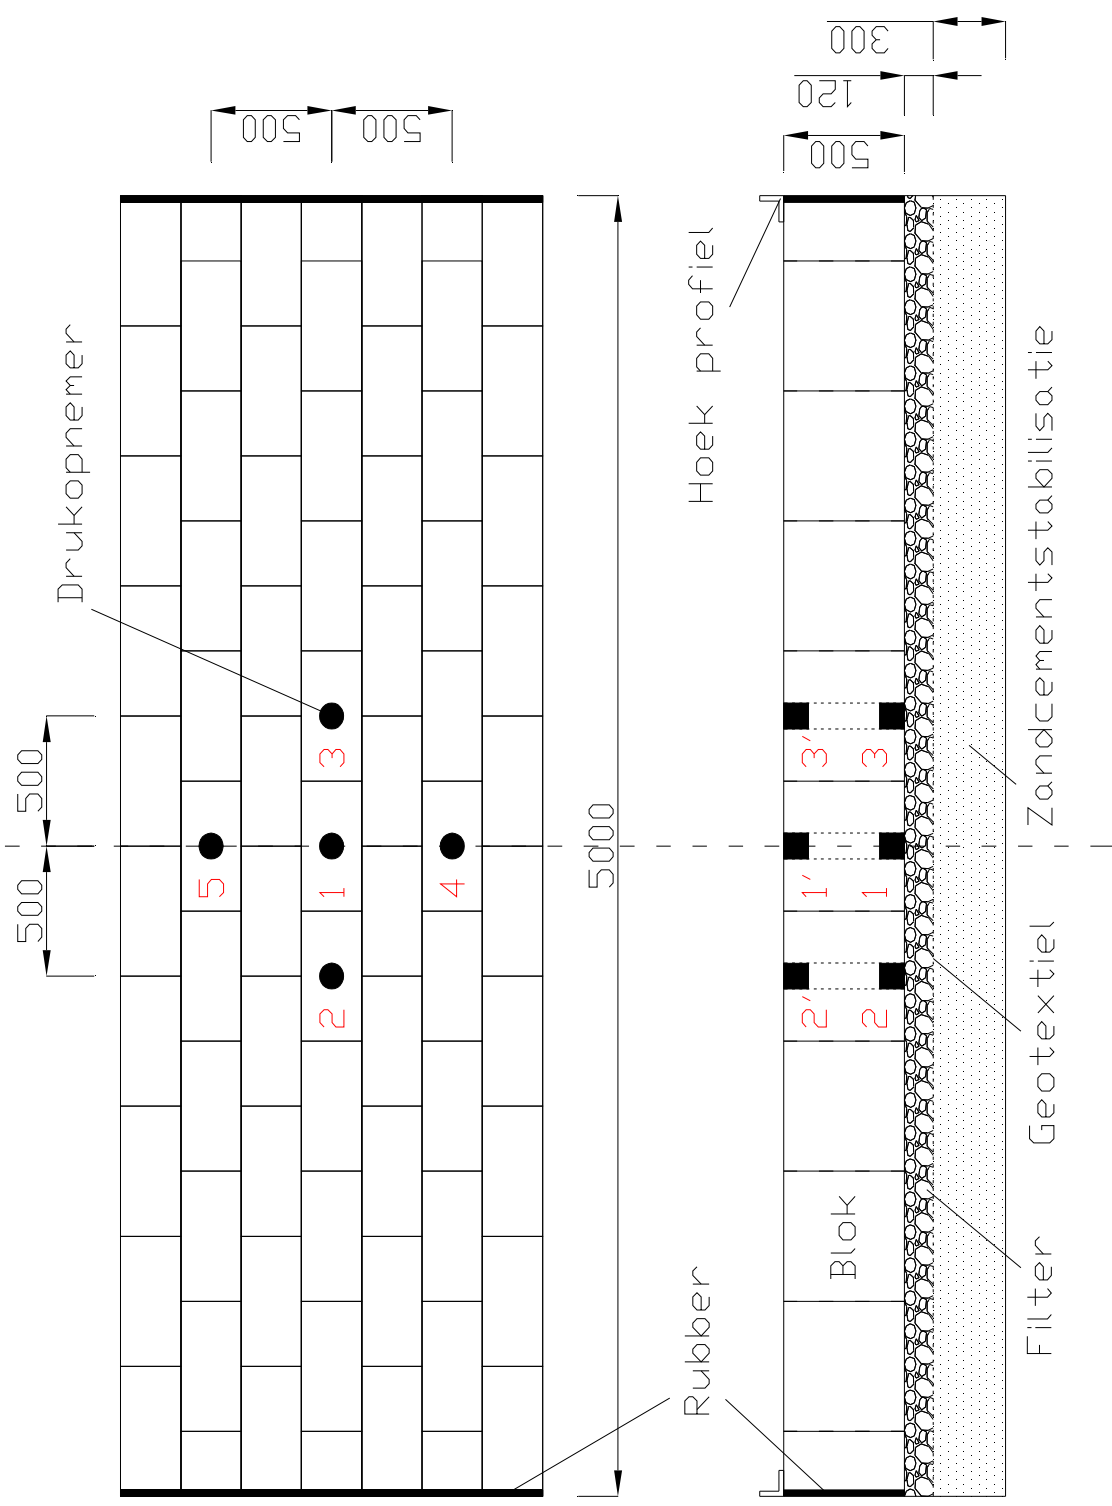 500
500
300
120
500
Drukopnemer
Hoek profiel
500
500
3
5
1
4
2
5000
3'
3
1'
1
2'
2
Zandcementstabilisatie
Geotextiel
Blok
Filter
Rubber